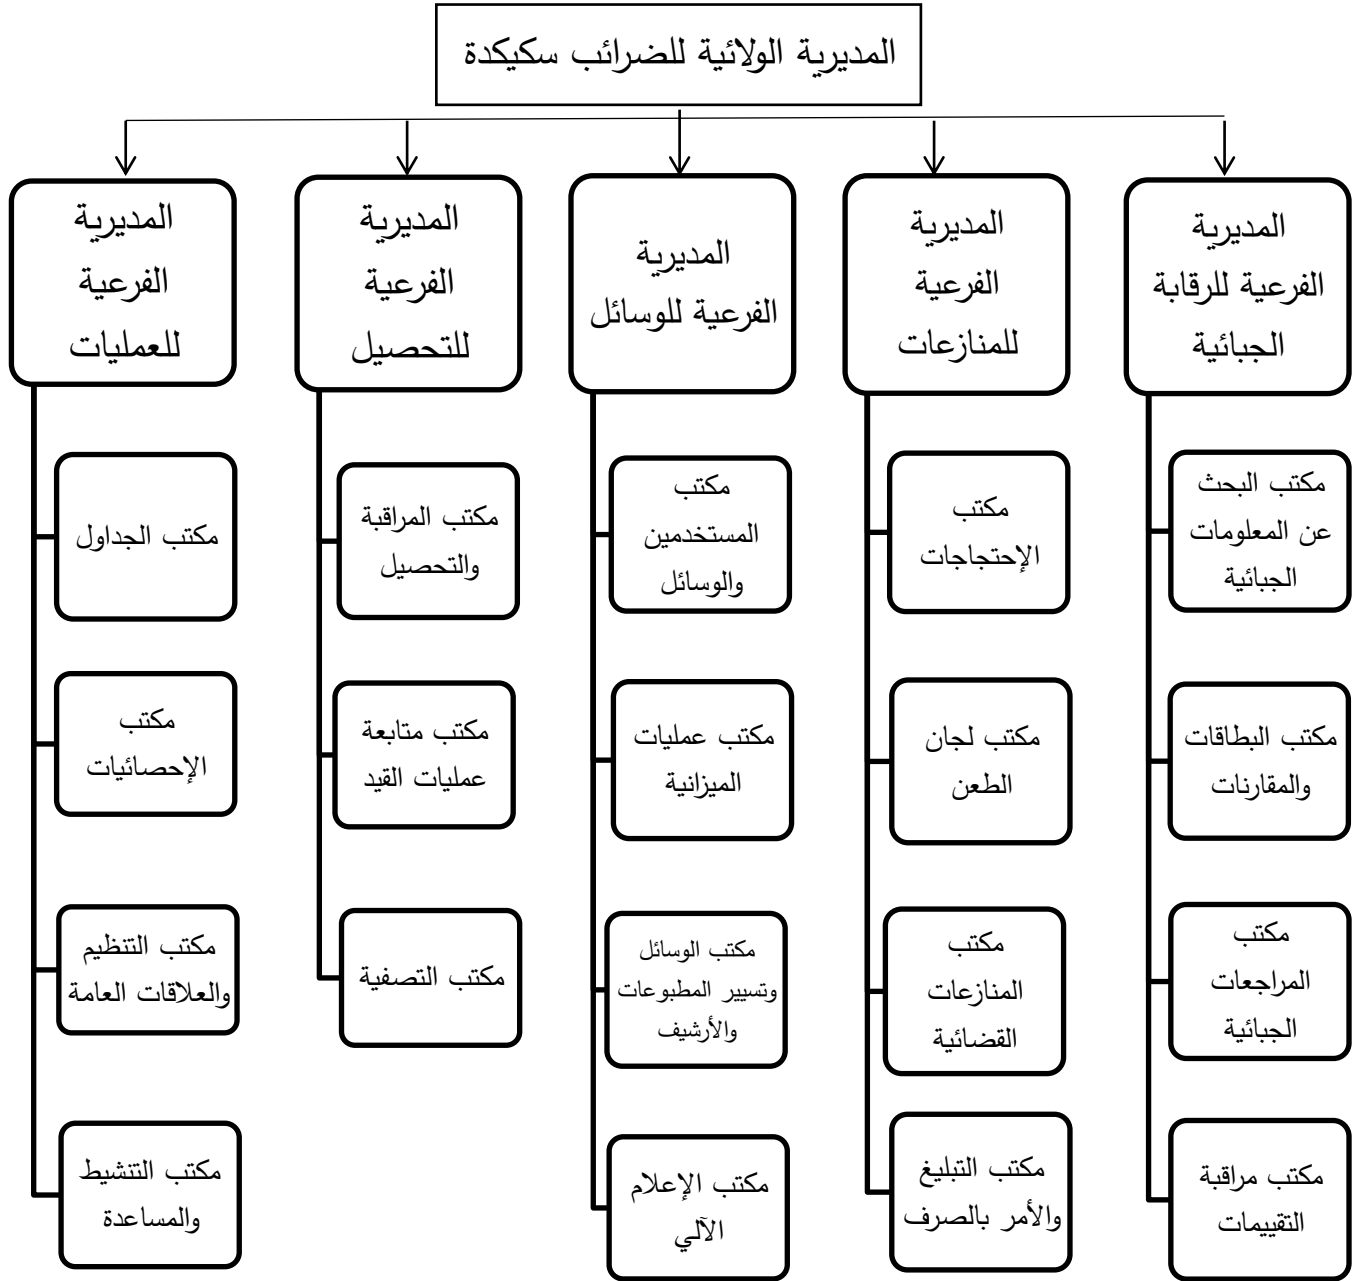 المديرية الولائية للضرائب سكيكدة
المديرية
الفرعية للرقابة
الجبائية
مكتب البحث
عن المعلومات
الجبائية
مكتب البطاقات
والمقارنات
مكتب
المراجعات
الجبائية
مكتب مراقبة
التقييمات
المديرية
الفرعية
للمنازعات
مكتب
الإحتجاجات
مكتب لجان
الطعن
مكتب
المنازعات
القضائية
مكتب التبليغ
والأمر بالصرف
المديرية
الفرعية للوسائل
مكتب
المستخدمين
والوسائل
مكتب عمليات
الميزانية
مكتب الوسائل
وتسيير المطبوعات
والأرشيف
مكتب الإعلام
الآلي
المديرية
الفرعية
للتحصيل
مكتب المراقبة
والتحصيل
مكتب متابعة
عمليات القيد
مكتب التصفية
المديرية
الفرعية
للعمليات
مكتب الجداول
مكتب
الإحصائيات
مكتب التنظيم
والعلاقات العامة
مكتب التنشيط
والمساعدة